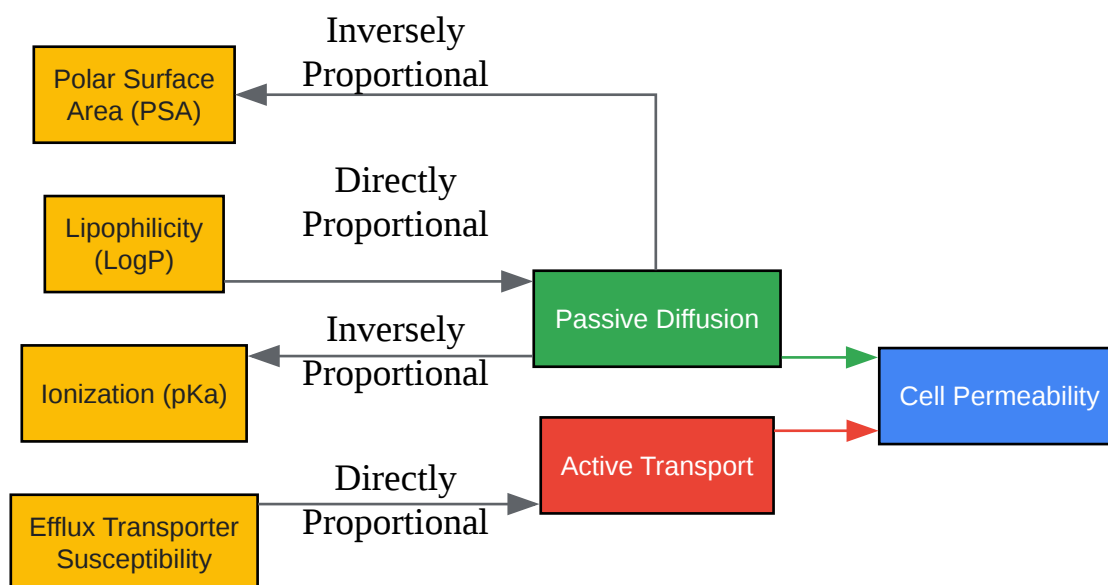 Inversely
Proportional
Polar Surface
Area (PSA)
Directly
Proportional
Lipophilicity
(LogP)
Passive Diffusion
Inversely
Proportional
Ionization (pKa)
Cell Permeability
Active Transport
Directly
Proportional
Efflux Transporter
Susceptibility